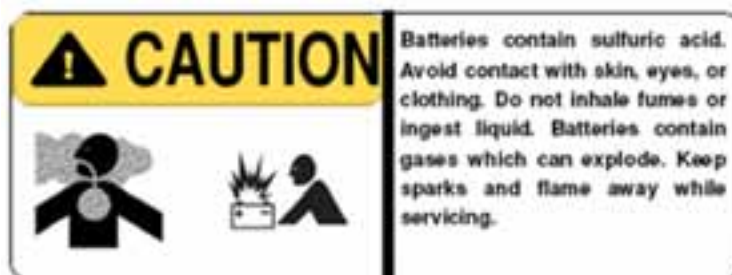 CAUTION
Batteries contain sulfuric acid.
Avoid contact with skin, eyes, or
clothing. Do not inhale fumes or
ingest liquid. Batteries contain
gases which can explode. Keep
sparks and flame away while
servicing.